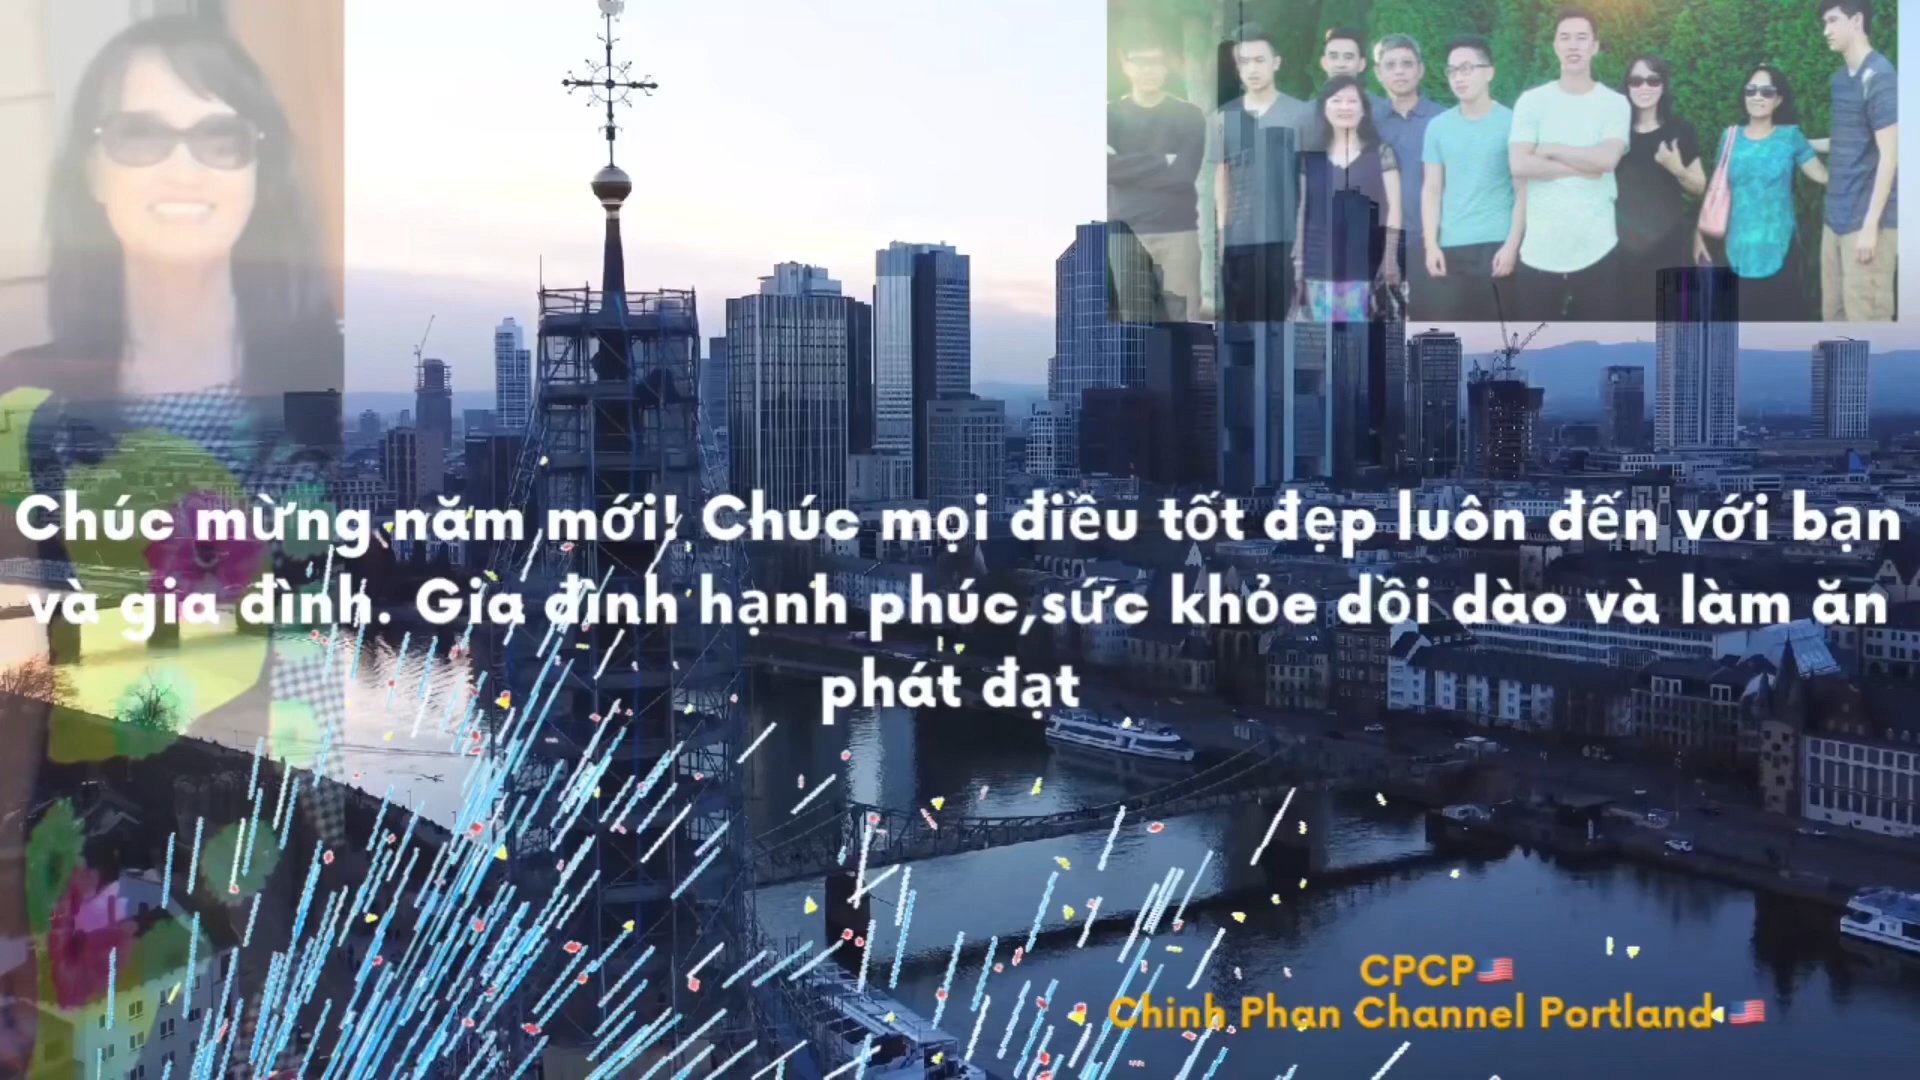 Chúc mừng năm mới! Chúc mọi điều tốt đẹp luôn đến với bạn
và gia đình. Gia đình hạnh phúc,sức khỏe dồi dào và làm ăn
phát đạt
CPCP🇺🇸
Chinh Phan Channel Portland🇺🇸